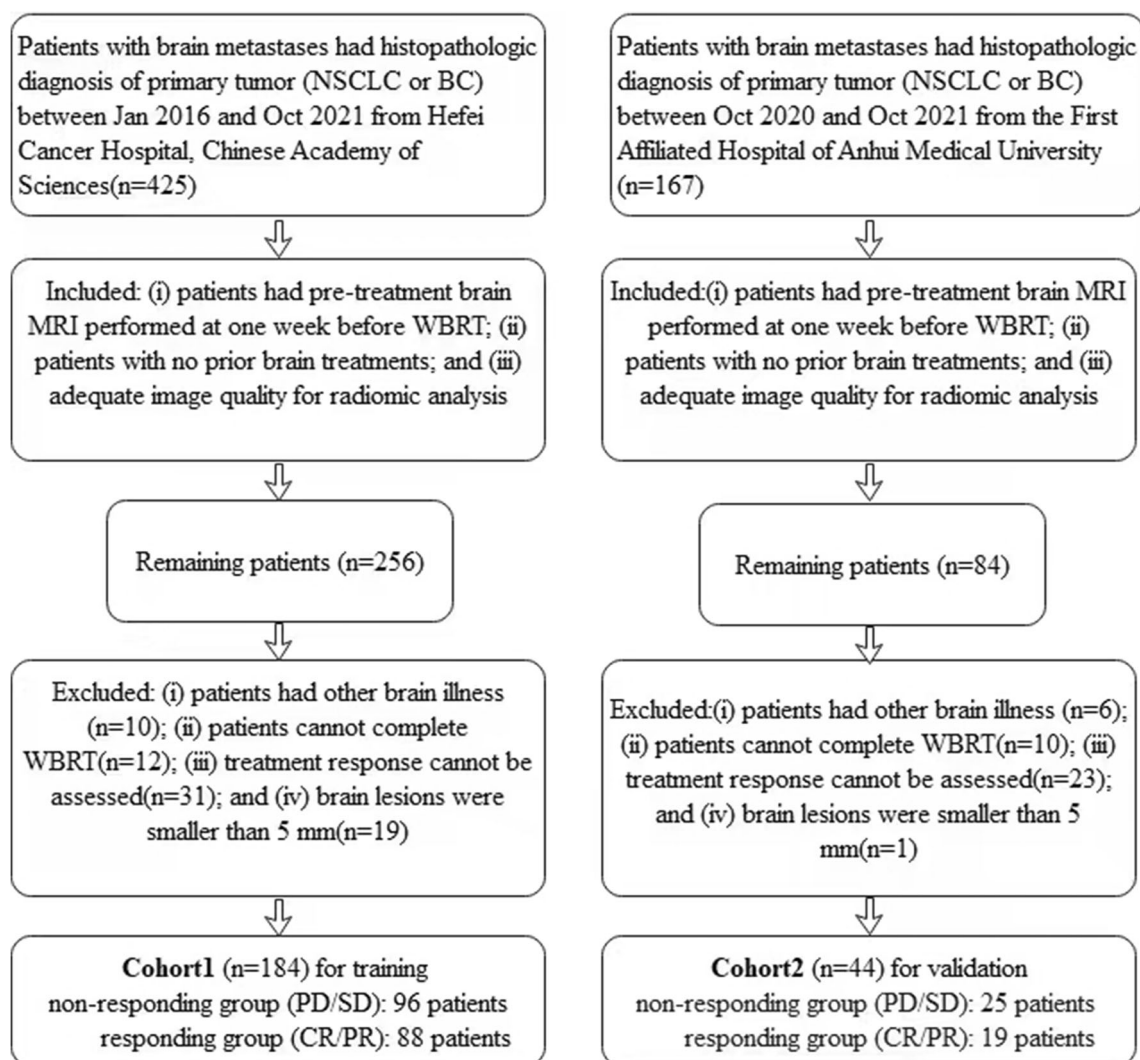 Patients with brain metastases had histopathologic
diagnosis of primary tumor (NSCLC or BC)
between Jan 2016 and Oct 2021 from Hefei
Cancer Hospital, Chinese Academy of
Sciences(n=425)
Included: (i) patients had pre-treatment brain
MRI performed at one week before WBRT; (ii)
patients with no prior brain treatments; and (iii)
adequate image quality for radiomic analysis
Remaining patients (n=256)
Excluded: (i) patients had other brain illness
(n=10); (ii) patients cannot complete
WBRT(n=12); (iii) treatment response cannot be
assessed(n=31); and (iv) brain lesions were
smaller than 5 mm(n=19)
Cohort1 (n=184) for training
non-responding group (PD/SD): 96 patients
responding group (CR/PR): 88 patients
Patients with brain metastases had histopathologic
diagnosis of primary tumor (NSCLC or BC)
between Oct 2020 and Oct 2021 from the First
Affiliated Hospital of Anhui Medical University
(n=167)
Included:(i) patients had pre-treatment brain MRI
performed at one week before WBRT; (ii)
patients with no prior brain treatments; and (iii)
adequate image quality for radiomic analysis
Remaining patients (n=84)
Excluded:(i) patients had other brain illness (n=6);
(ii) patients cannot complete WBRT(n=10); (iii)
treatment response cannot be assessed(n=23);
and (iv) brain lesions were smaller than 5
mm(n=1)
Cohort2 (n=44) for validation
non-responding group (PD/SD): 25 patients
responding group (CR/PR): 19 patients